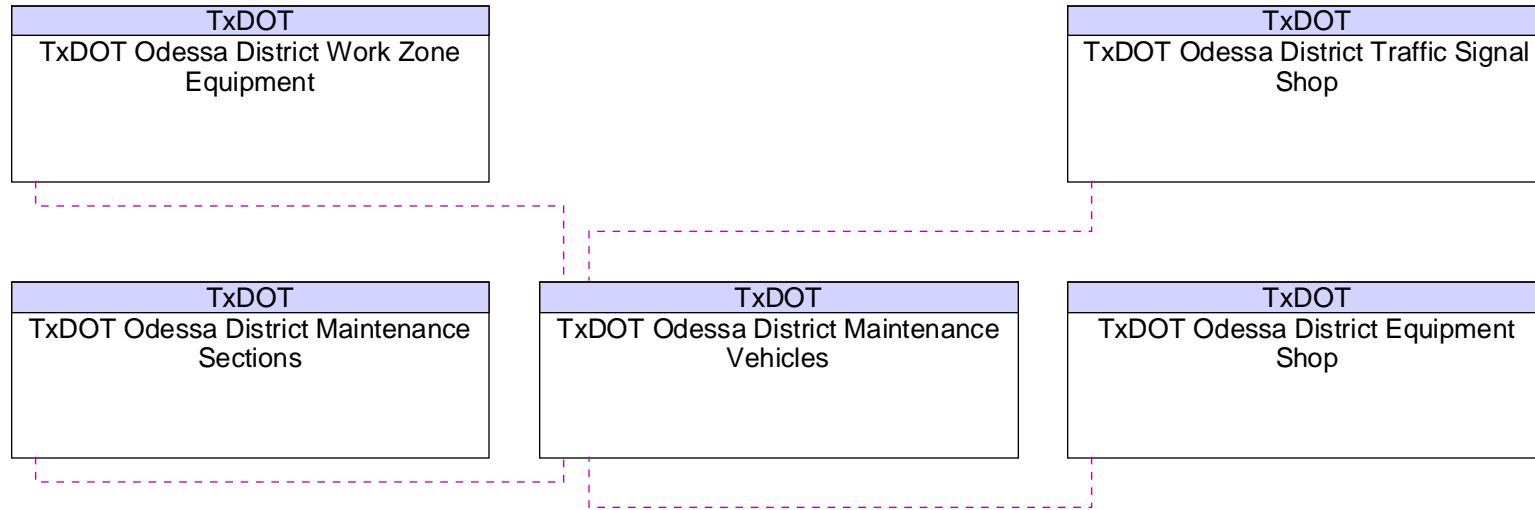 TxDOT
TxDOT Odessa District Work Zone
Equipment
TxDOT
TxDOT Odessa District Traffic Signal
Shop
TxDOT
TxDOT Odessa District Maintenance
Sections
TxDOT
TxDOT Odessa District Maintenance
Vehicles
TxDOT
TxDOT Odessa District Equipment
Shop